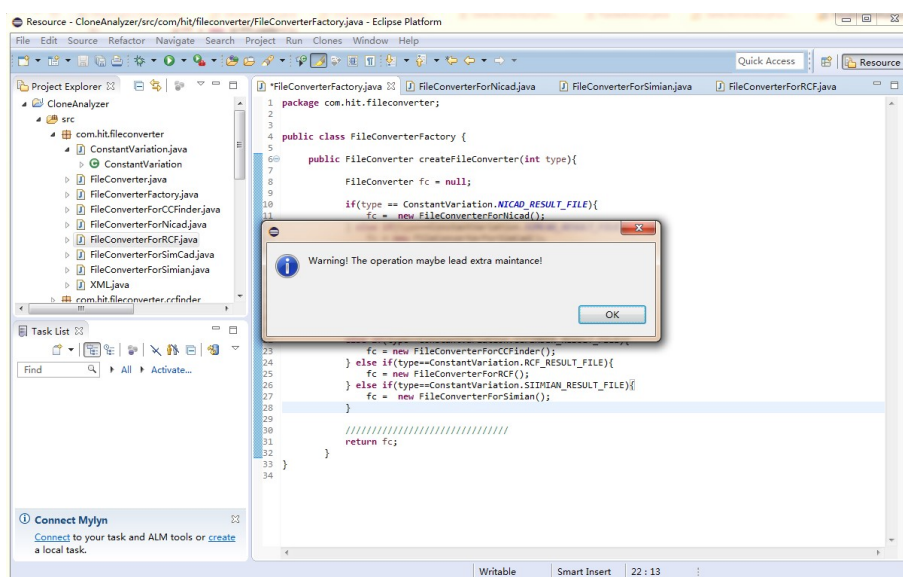 Resource - CloneAnalyzer/src/com/hit/fileconverter/FileConverterFactory.java - Eclipse Platform
File Edit Source Refactor Navigate Search Project Run Clones Window Help
Quick Access
Resource
Project Explorer
CloneAnalyzer
src
com.hit.fileconverter
ConstantVariation.java
ConstantVariation
FileConverter.java
FileConverterFactory.java
FileConverterForCCFinder.java
FileConverterForNicad.java
FileConverterForRCF.java
FileConverterForSimCad.java
FileConverterForSimian.java
XML.java
com.hit.fileconverter.ccfinder
Task List
Find
All
Activate...
Connect Mylyn
Connect to your task and ALM tools or create
a local task.
*FileConverterFactory.java
FileConverterForNicad.java
FileConverterForSimian.java
FileConverterForRCF.java
1 package com.hit.fileconverter;
2
3
4 public class FileConverterFactory {
5
6 public FileConverter createFileConverter(int type){
7
8 FileConverter fc = null;
9
10 if(type == ConstantVariation.NICAD_RESULT_FILE){
11 fc = new FileConverterForNicad();
Warning! The operation maybe lead extra maintance!
OK
23 fc = new FileConverterForCCFinder();
24 } else if(type==ConstantVariation.RCF_RESULT_FILE){
25 fc = new FileConverterForRCF();
26 } else if(type==ConstantVariation.SIIMIAN_RESULT_FILE){
27 fc = new FileConverterForSimian();
28 }
29
30 ///////////////////////////////
31 return fc;
32 }
33 }
34
Writable
Smart Insert
22 : 13